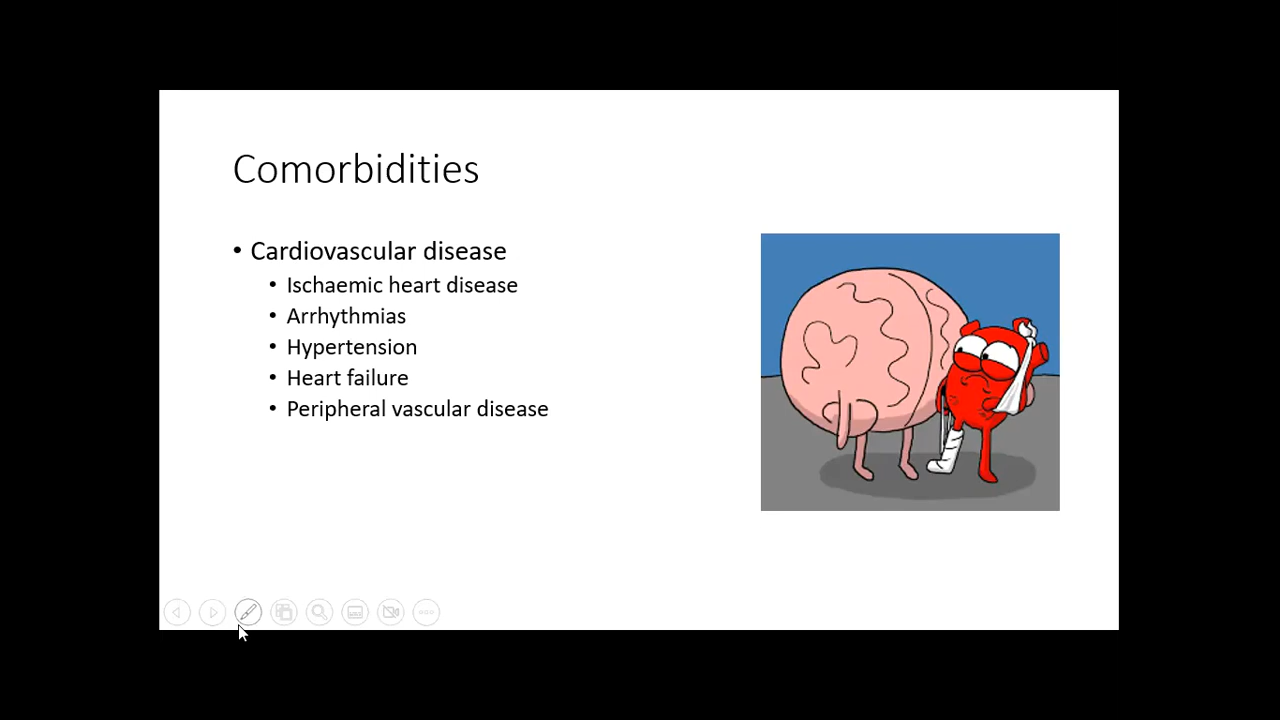 Comorbidities
• Cardiovascular disease
• Ischaemic heart disease
• Arrhythmias
• Hypertension
• Heart failure
• Peripheral vascular disease